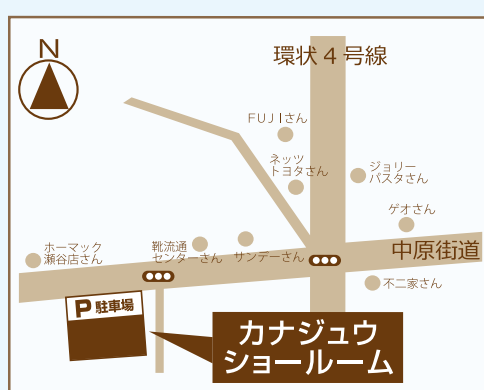 N
環状4号線
FUJIさん
ネッツ
トヨタさん
ジョリー
パスタさん
ゲオさん
ホーマック
瀬谷店さん
靴流通
センターさん
サンデーさん
中原街道
不二家さん
P 駐車場
カナジュウ
ショールーム